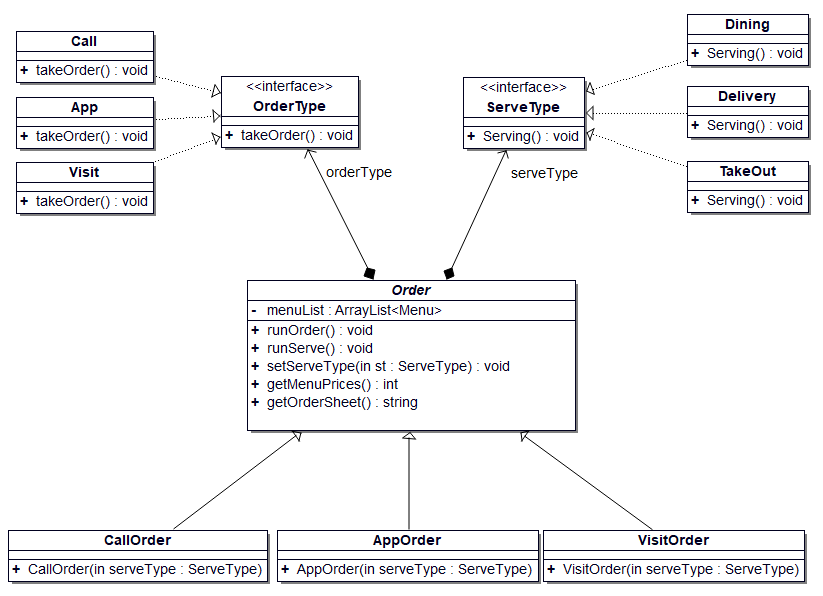 Call
+ takeOrder() : void
App
+ takeOrder() : void
Visit
+ takeOrder() : void
<<interface>>
OrderType
+ takeOrder() : void
<<interface>>
ServeType
+ Serving() : void
Dining
+ Serving() : void
Delivery
+ Serving() : void
TakeOut
+ Serving() : void
orderType
serveType
Order
- menuList : ArrayList<Menu>
+ runOrder() : void
+ runServe() : void
+ setServeType(in st : ServeType) : void
+ getMenuPrices() : int
+ getOrderSheet() : string
CallOrder
+ CallOrder(in serveType : ServeType)
AppOrder
+ AppOrder(in serveType : ServeType)
VisitOrder
+ VisitOrder(in serveType : ServeType)